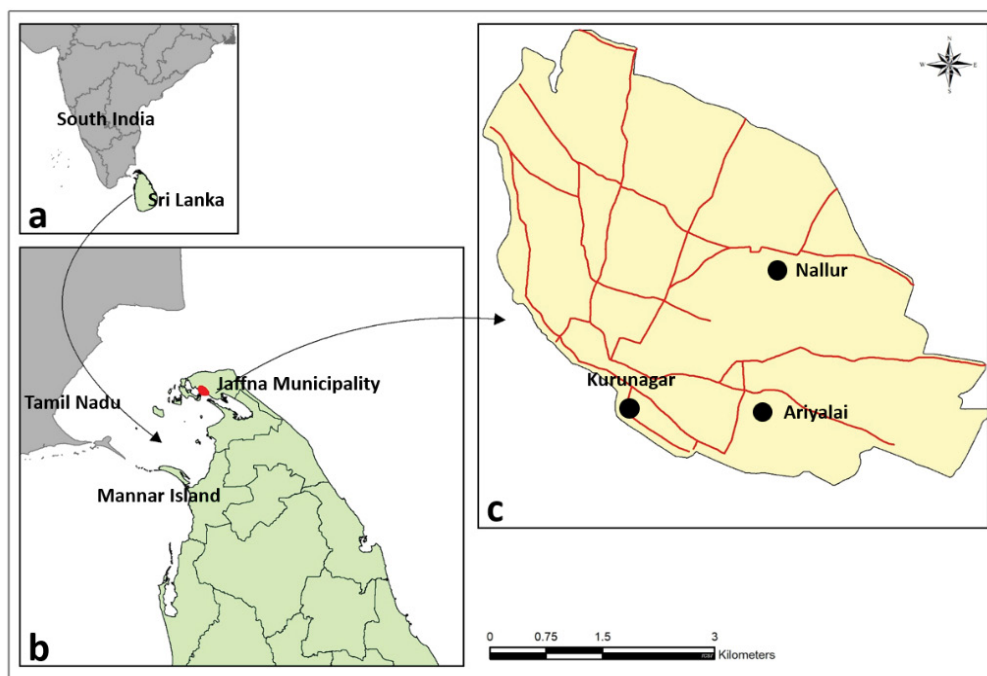 South India
Sri Lanka
a
Tamil Nadu
Jaffna Municipality
Mannar Island
b
N
W
E
S
Nallur
Kurunagar
Ariyalai
c
0 0.75 1.5 3
Kilometers